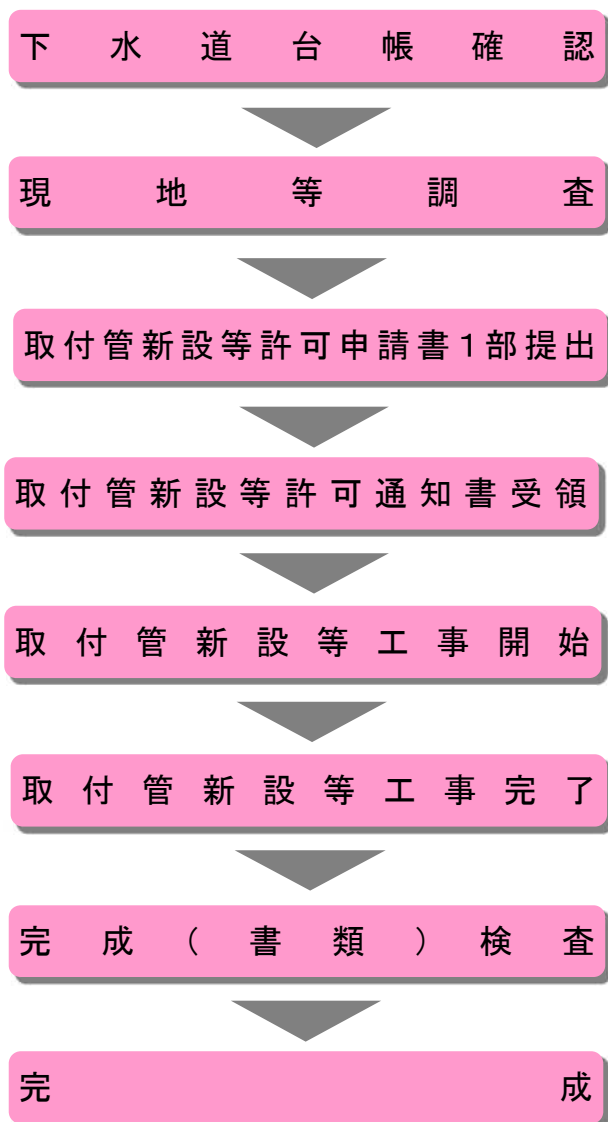 下水道台帳確認
現地等調査
取付管新設等許可申請書１部提出
取付管新設等許可通知書受領
取付管新設等工事開始
取付管新設等工事完了
完成（書類）検査
完成